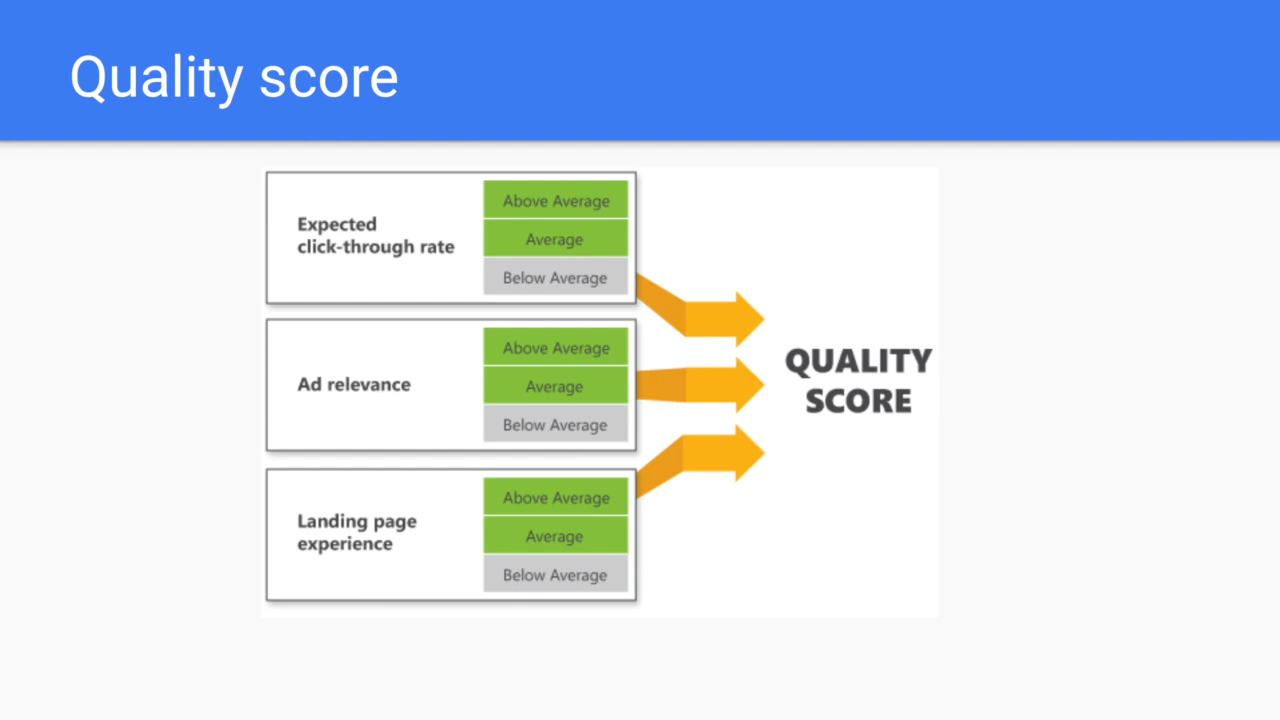 Quality score
Expected
click-through rate
Above Average
Average
Below Average
Ad relevance
Above Average
Average
Below Average
Landing page
experience
Above Average
Average
Below Average
QUALITY
SCORE